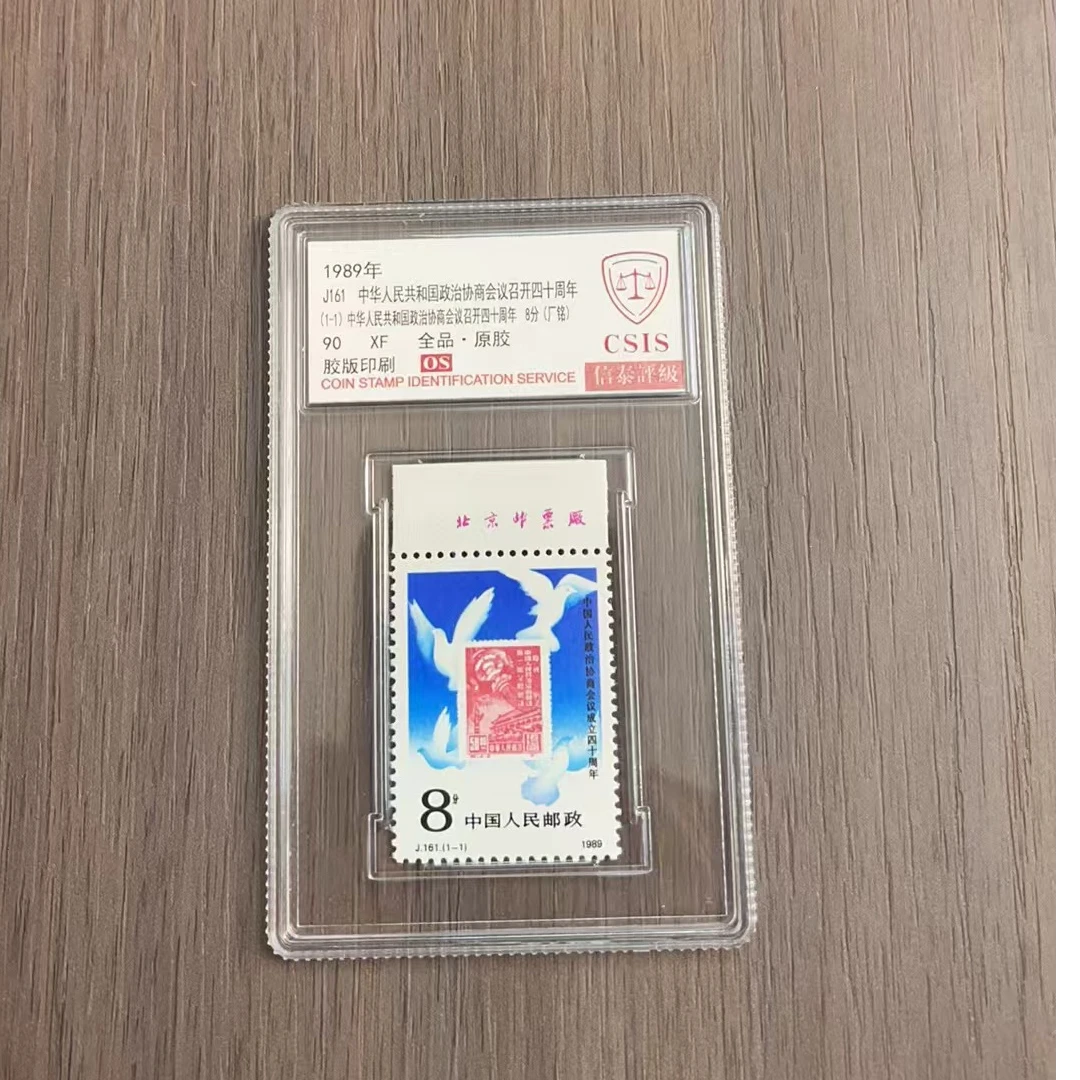 1989年
J161 中华人民共和国政治协商会议召开四十周年
(1-1) 中华人民共和国政治协商会议召开四十周年 8分 (厂铭)
90 XF 全品·原胶
胶版印刷 OS
COIN STAMP IDENTIFICATION SERVICE
CSIS
信泰評級
北京邮票厂
中国人民政治协商会议成立四十周年
8分 中国人民邮政
J.161.(1-1) 1989